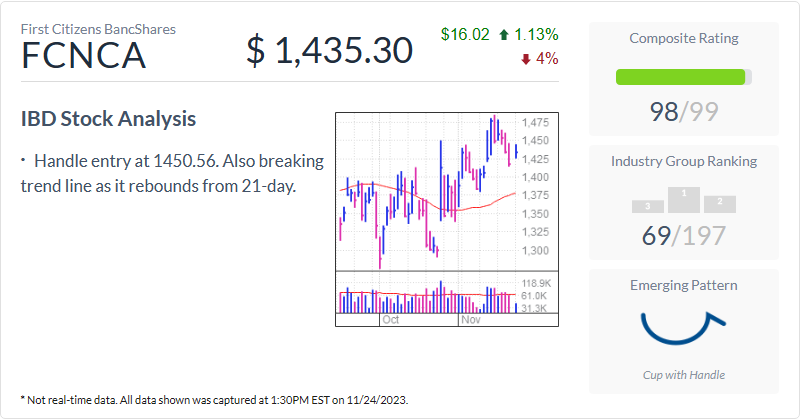 First Citizens BancShares
FCNCA
$ 1,435.30
$16.02 1.13%
4%
IBD Stock Analysis
· Handle entry at 1450.56. Also breaking
trend line as it rebounds from 21-day.
1,475
1,450
1,425
1,400
1,375
1,350
1,325
1,300
118.9K
61.0K
31.3K
Oct
Nov
Composite Rating
98/99
Industry Group Ranking
3
1
2
69/197
Emerging Pattern
Cup with Handle
* Not real-time data. All data shown was captured at 1:30PM EST on 11/24/2023.